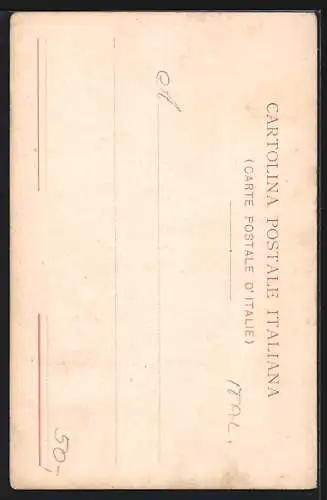 CARTOLINA POSTALE ITALIANA
(CARTE POSTALE D'ITALIE)
ITAL.
50,-